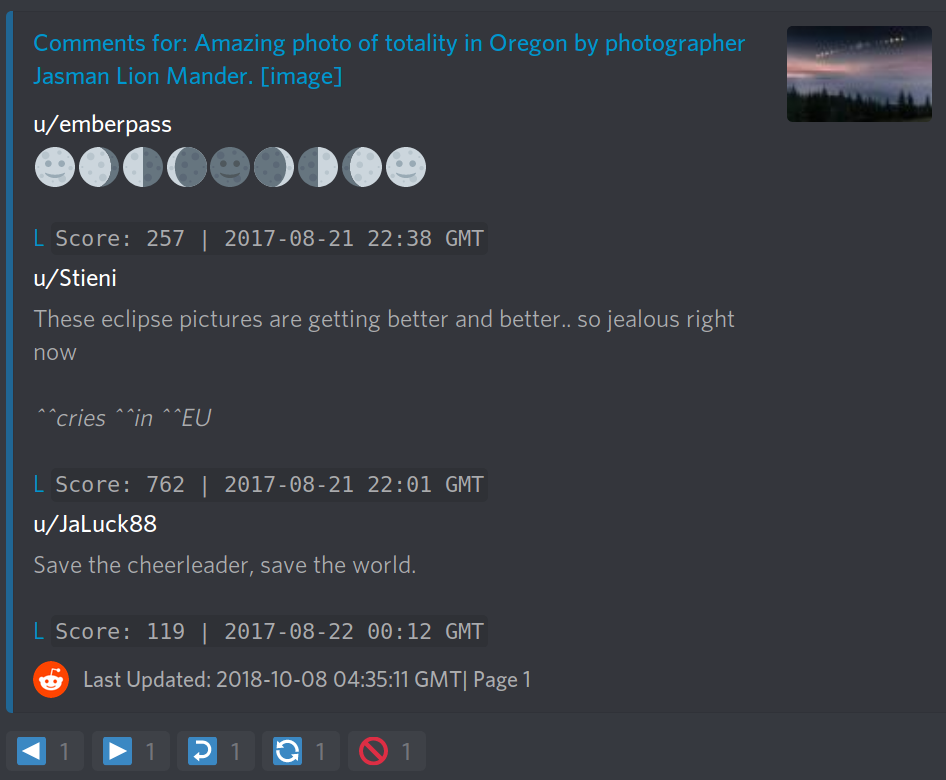 Comments for: Amazing photo of totality in Oregon by photographer
Jasman Lion Mander. [image]
u/emberpass
🌝🌖🌗🌘🌚🌒🌓🌔🌝
L Score: 257 | 2017-08-21 22:38 GMT
u/Stieni
These eclipse pictures are getting better and better.. so jealous right
now
^^cries ^^in ^^EU
L Score: 762 | 2017-08-21 22:01 GMT
u/JaLuck88
Save the cheerleader, save the world.
L Score: 119 | 2017-08-22 00:12 GMT
Last Updated: 2018-10-08 04:35:11 GMT| Page 1
◀ 1 ▶ 1 ↩ 1 🔄 1 🚫 1